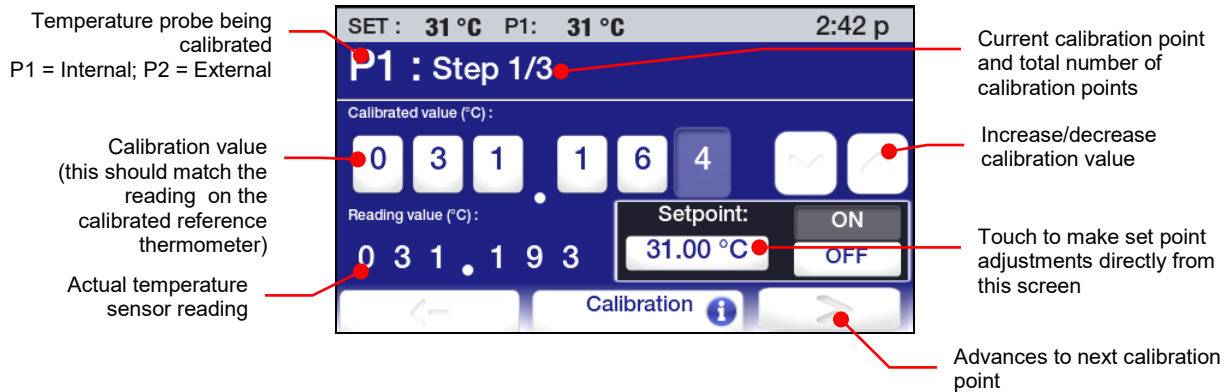 Temperature probe being
calibrated
P1 = Internal; P2 = External
Calibration value
(this should match the
reading on the
calibrated reference
thermometer)
Actual temperature
sensor reading
SET : 31 °C P1: 31 °C 2:42 p
P1 : Step 1/3
Calibrated value (°C) :
0 3 1 . 1 6 4
Reading value (°C) :
0 3 1 . 1 9 3
Setpoint:
31.00 °C
ON
OFF
Calibration i
Current calibration point
and total number of
calibration points
Increase/decrease
calibration value
Touch to make set point
adjustments directly from
this screen
Advances to next calibration
point